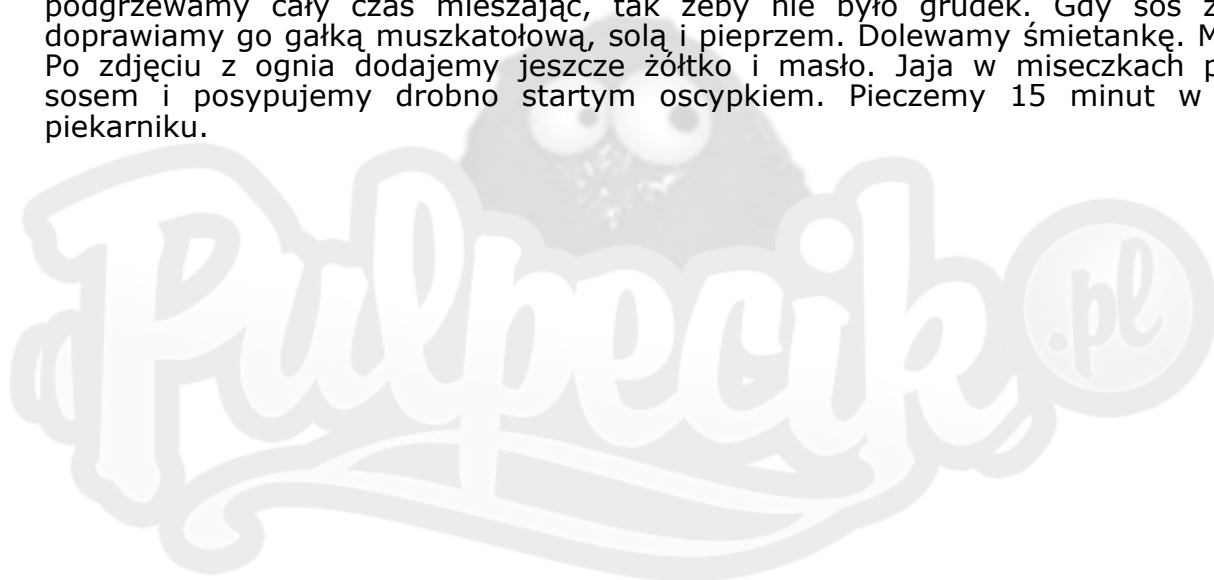 podgrzewamy cały czas mieszając, tak żeby nie było grudek. Gdy sos z
doprawiamy go gałką muszkatołową, solą i pieprzem. Dolewamy śmietankę. M
Po zdjęciu z ognia dodajemy jeszcze żółtko i masło. Jaja w miseczkach p
sosem i posypujemy drobno startym oscypkiem. Pieczemy 15 minut w
piekarniku.
Pulpecik.pl